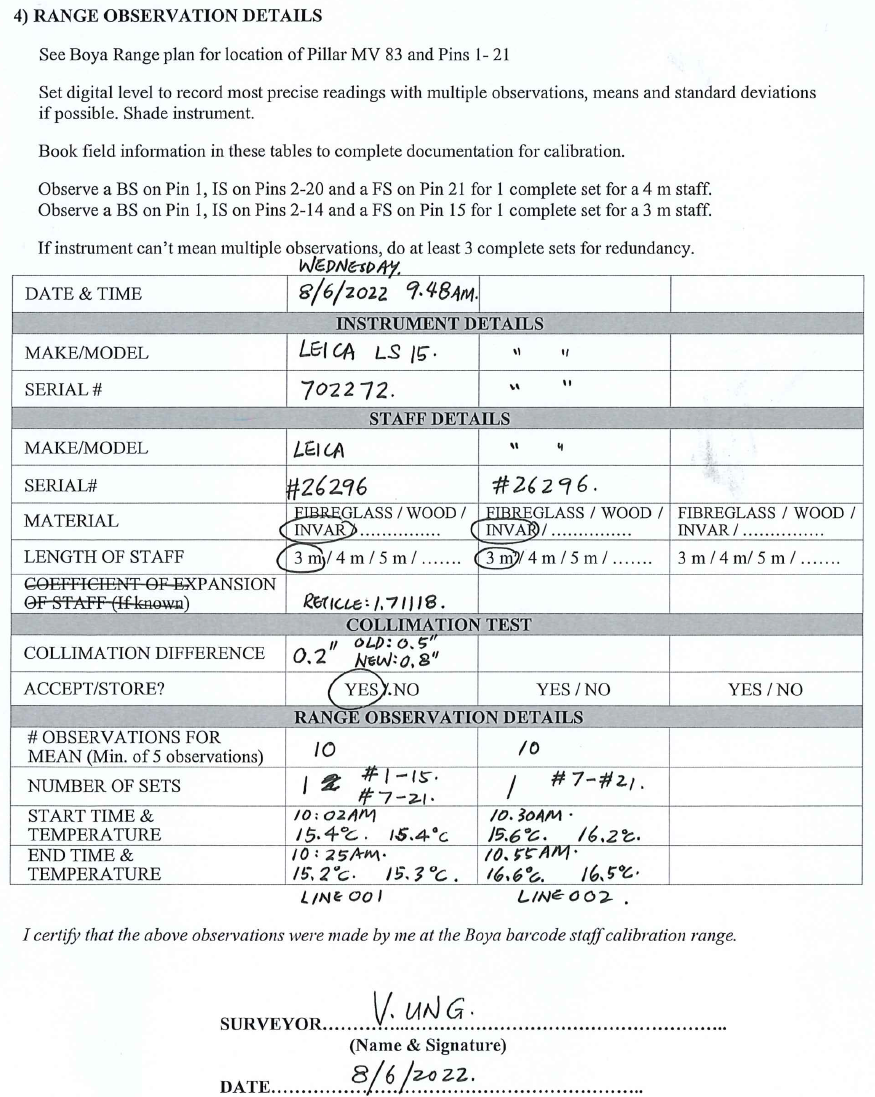 4) RANGE OBSERVATION DETAILS
See Boya Range plan for location of Pillar MV 83 and Pins 1- 21
Set digital level to record most precise readings with multiple observations, means and standard deviations
if possible. Shade instrument.
Book field information in these tables to complete documentation for calibration.
Observe a BS on Pin 1, IS on Pins 2-20 and a FS on Pin 21 for 1 complete set for a 4 m staff.
Observe a BS on Pin 1, IS on Pins 2-14 and a FS on Pin 15 for 1 complete set for a 3 m staff.
If instrument can't mean multiple observations, do at least 3 complete sets for redundancy.
WEDNESDAY.
DATE & TIME 8/6/2022 9.48AM.
INSTRUMENT DETAILS
MAKE/MODEL LEICA LS 15. " "
SERIAL # 702272. " "
STAFF DETAILS
MAKE/MODEL LEICA " "
SERIAL# #26296 #26296.
MATERIAL FIBREGLASS / WOOD / FIBREGLASS / WOOD / FIBREGLASS / WOOD /
INVAR / ............... INVAR / ............... INVAR / ...............
LENGTH OF STAFF 3 m / 4 m / 5 m / ....... 3 m / 4 m / 5 m / ....... 3 m / 4 m/ 5 m / .......
COEFFICIENT OF EXPANSION
OF STAFF (If known) RETICLE: 1.71118.
COLLIMATION TEST
OLD: 0.5"
COLLIMATION DIFFERENCE 0.2" NEW: 0.8"
ACCEPT/STORE? YES / NO YES / NO YES / NO
RANGE OBSERVATION DETAILS
# OBSERVATIONS FOR
MEAN (Min. of 5 observations) 10 10
NUMBER OF SETS 1 #1-15. 1 #7-#21.
#7-21.
START TIME & 10:02AM 10.30AM.
TEMPERATURE 15.4°C. 15.4°C 15.6°C. 16.2°C.
END TIME & 10:25AM. 10.55AM.
TEMPERATURE 15.2°C. 15.3°C. 16.6°C. 16.5°C.
LINE 001 LINE 002.
I certify that the above observations were made by me at the Boya barcode staff calibration range.
SURVEYOR V. UNG.
(Name & Signature)
DATE 8/6/2022.